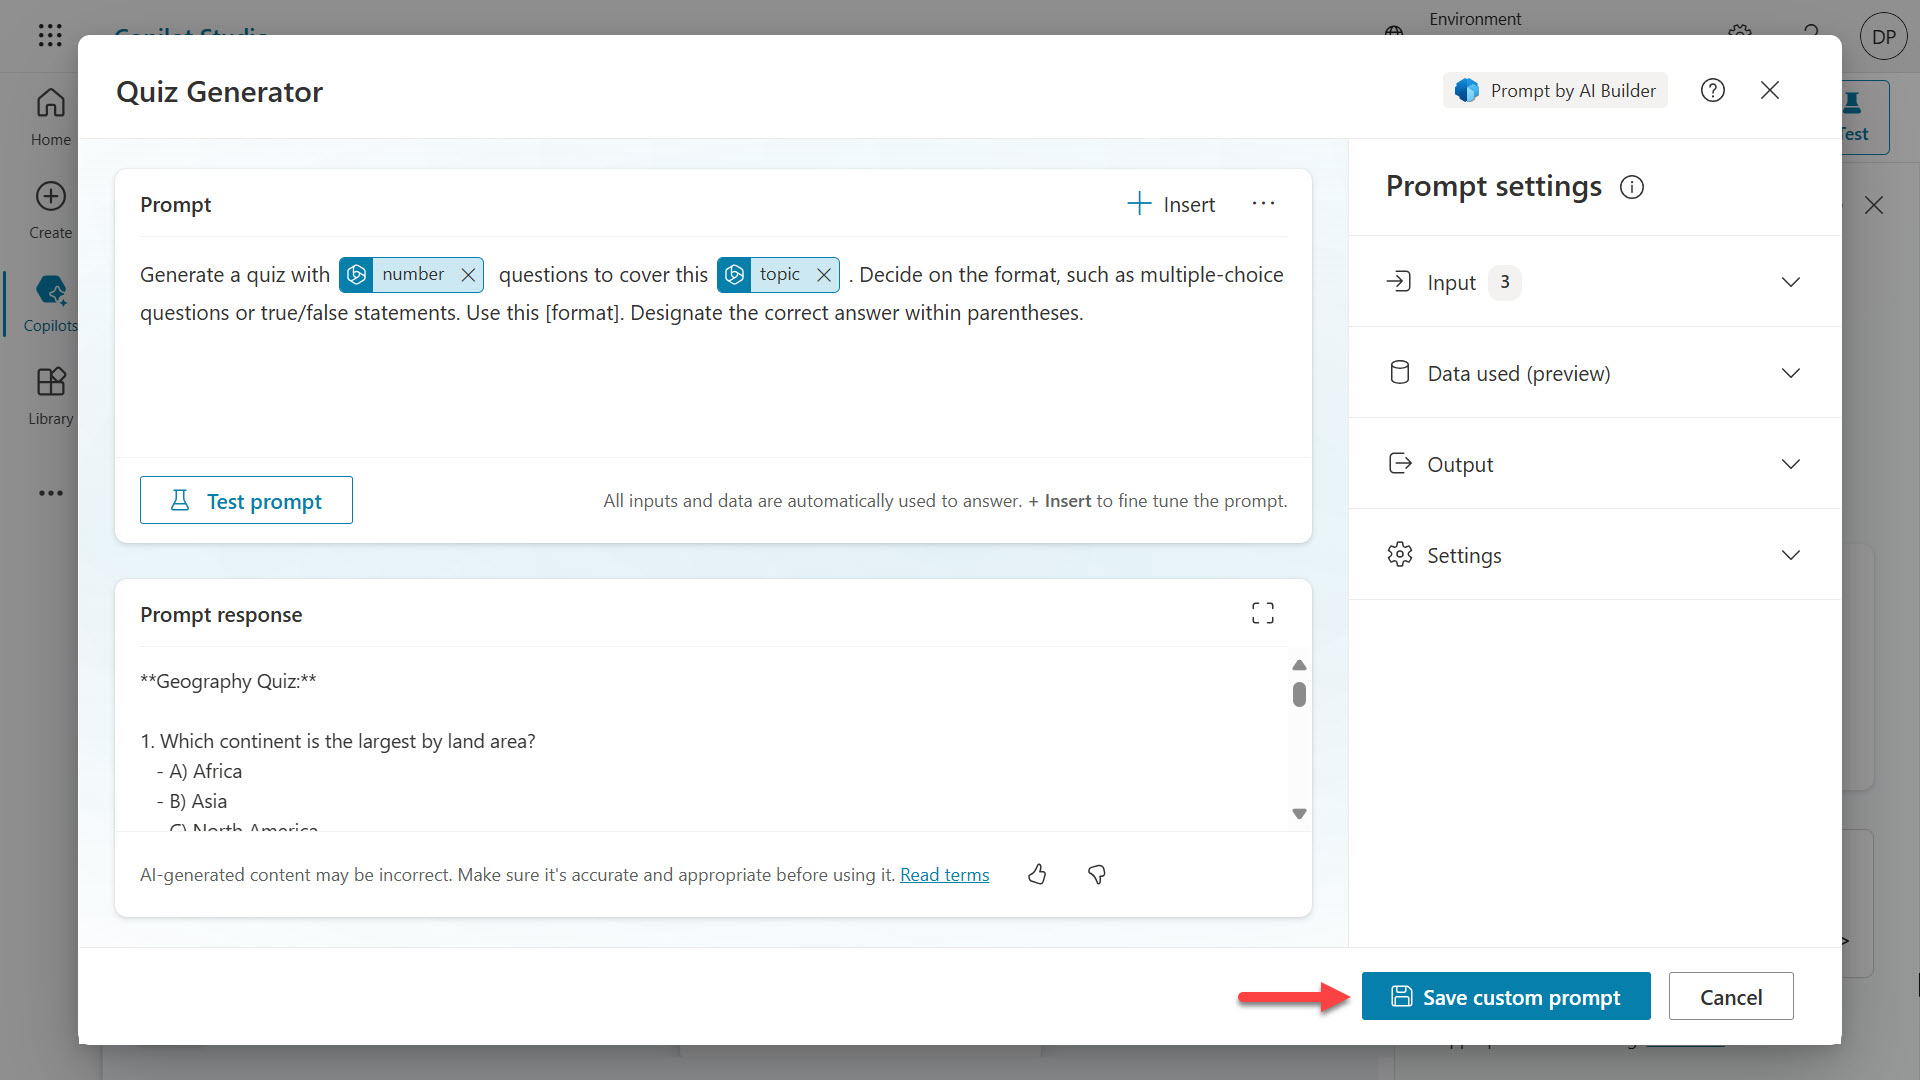 Copilot Studio
Environment
DP
Home
Create
Copilots
Library
Test
Quiz Generator
Prompt by AI Builder
Prompt
Insert
Generate a quiz with number questions to cover this topic . Decide on the format, such as multiple-choice
questions or true/false statements. Use this [format]. Designate the correct answer within parentheses.
Test prompt
All inputs and data are automatically used to answer. + Insert to fine tune the prompt.
Prompt response
**Geography Quiz:**
1. Which continent is the largest by land area?
- A) Africa
- B) Asia
- C) North America
AI-generated content may be incorrect. Make sure it's accurate and appropriate before using it. Read terms
Prompt settings
Input 3
Data used (preview)
Output
Settings
Save custom prompt
Cancel